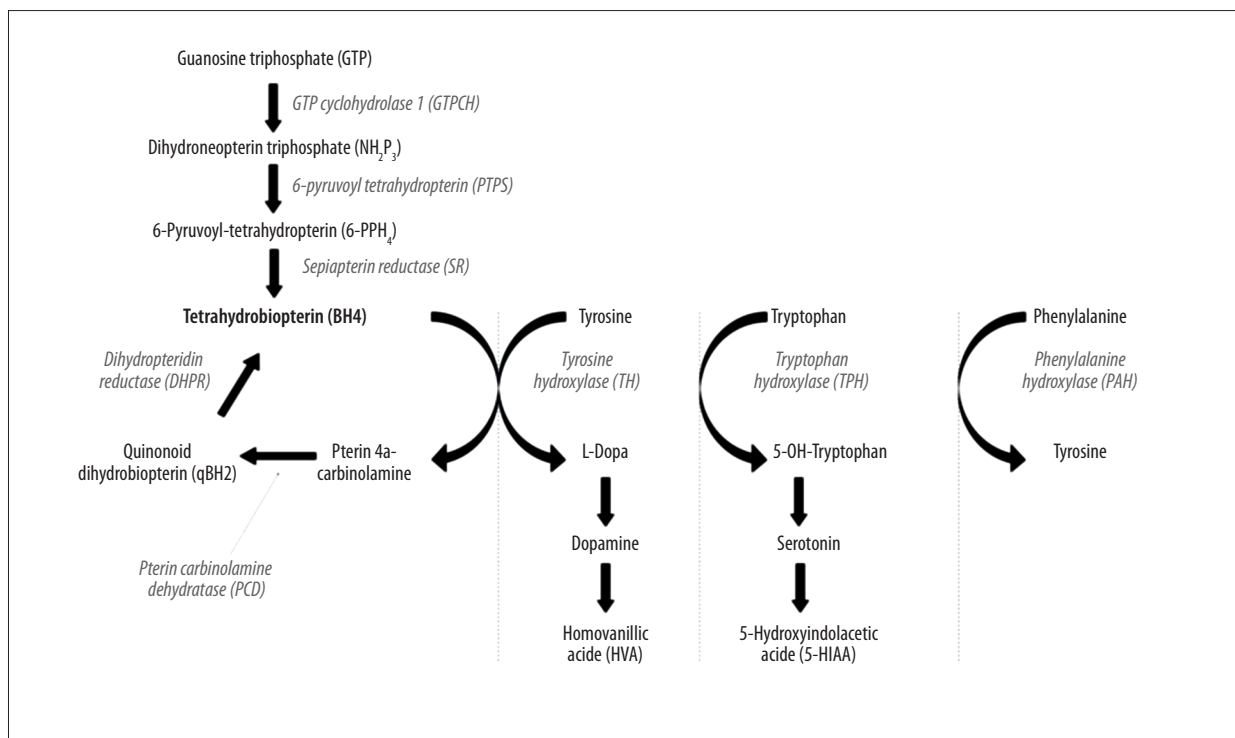 Guanosine triphosphate (GTP)
GTP cyclohydrolase 1 (GTPCH)
Dihydroneopterin triphosphate (NH₂P₃)
6-pyruvoyl tetrahydropterin (PTPS)
6-Pyruvoyl-tetrahydropterin (6-PPH₄)
Sepiapterin reductase (SR)
Tetrahydrobiopterin (BH4)
Dihydropteridin
reductase (DHPR)
Quinonoid
dihydrobiopterin (qBH2)
Pterin 4a-
carbinolamine
Pterin carbinolamine
dehydratase (PCD)
Tyrosine
Tyrosine
hydroxylase (TH)
L-Dopa
Dopamine
Homovanillic
acide (HVA)
Tryptophan
Tryptophan
hydroxylase (TPH)
5-OH-Tryptophan
Serotonin
5-Hydroxyindolacetic
acide (5-HIAA)
Phenylalanine
Phenylalanine
hydroxylase (PAH)
Tyrosine